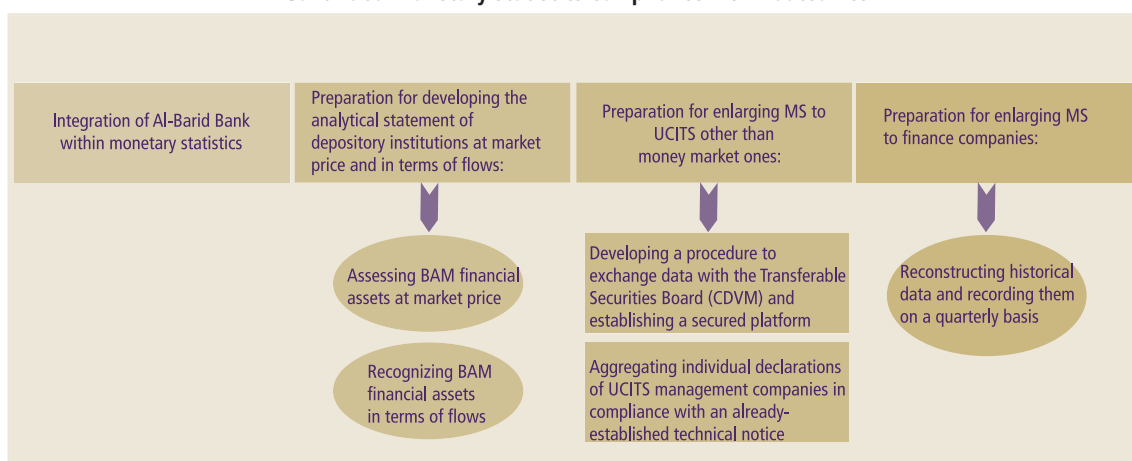 Integration of Al-Barid Bank
within monetary statistics
Preparation for developing the
analytical statement of
depository institutions at market
price and in terms of flows:
Preparation for enlarging MS to
UCITS other than
money market ones:
Preparation for enlarging MS
to finance companies:
Assessing BAM financial
assets at market price
Recognizing BAM
financial assets
in terms of flows
Developing a procedure to
exchange data with the Transferable
Securities Board (CDVM) and
establishing a secured platform
Aggregating individual declarations
of UCITS management companies in
compliance with an already-
established technical notice
Reconstructing historical
data and recording them
on a quarterly basis